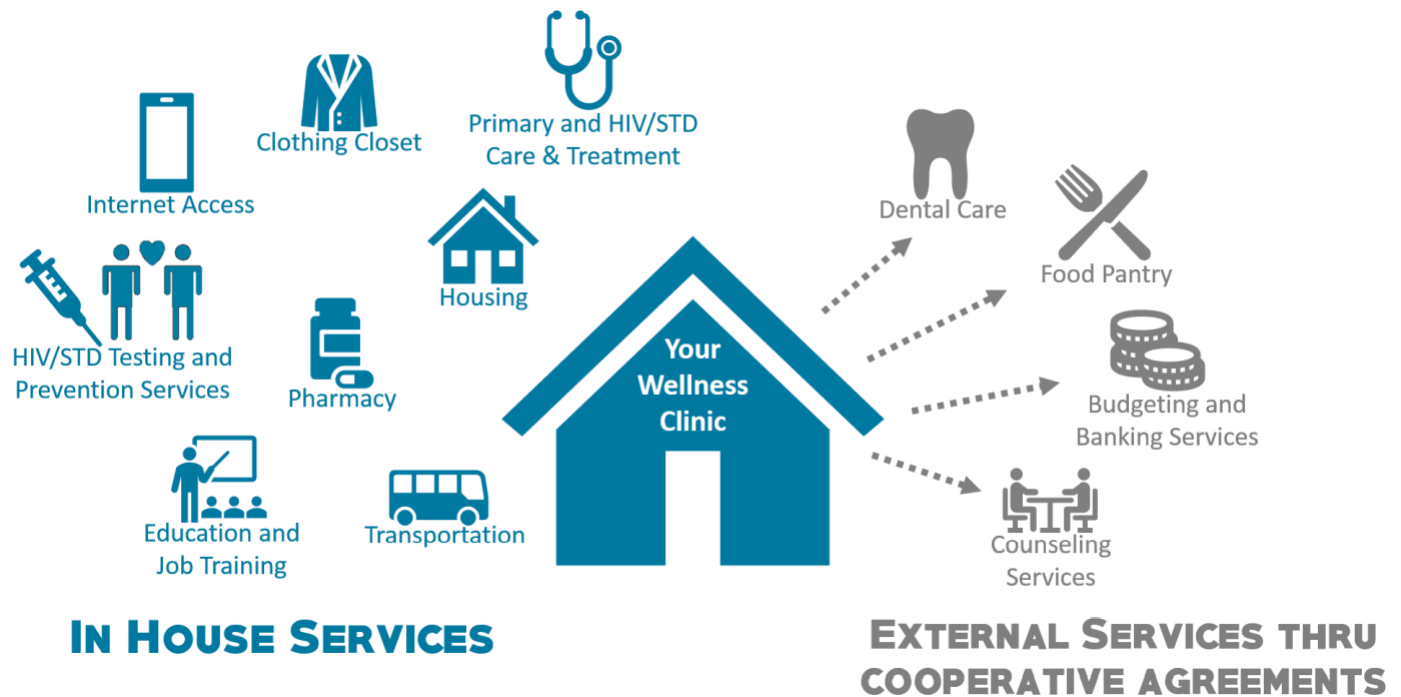 Clothing Closet
Primary and HIV/STD
Care & Treatment
Internet Access
Housing
HIV/STD Testing and
Prevention Services
Pharmacy
Education and
Job Training
Transportation
Your
Wellness
Clinic
Dental Care
Food Pantry
Budgeting and
Banking Services
Counseling
Services
In House Services
External Services thru
cooperative agreements